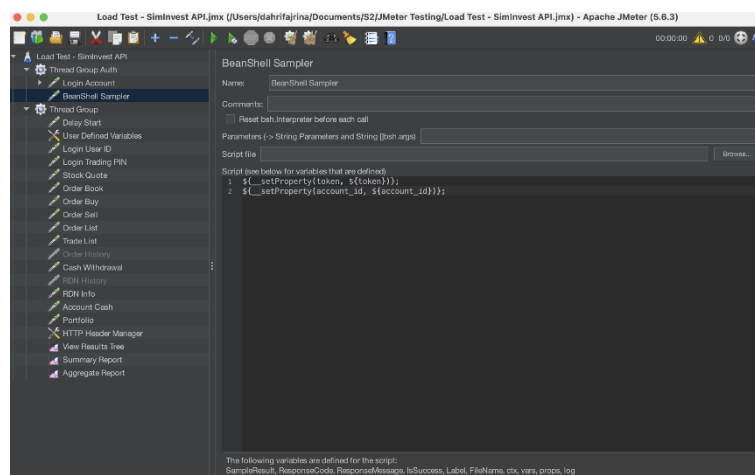 Load Test - SimInvest API.jmx (/Users/dahrifajrina/Documents/S2/JMeter Testing/Load Test - SimInvest API.jmx) - Apache JMeter (5.6.3)
00:00:00 0 0/0
Load Test - SimInvest API
Thread Group Auth
Login Account
BeanShell Sampler
Thread Group
Delay Start
User Defined Variables
Login User ID
Login Trading PIN
Stock Quote
Order Book
Order Buy
Order Sell
Order List
Trade List
Order History
Cash Withdrawal
RDN History
RDN Info
Account Cash
Portfolio
HTTP Header Manager
View Results Tree
Summary Report
Aggregate Report
BeanShell Sampler
Name: BeanShell Sampler
Comments:
Reset bsh.Interpreter before each call
Parameters (-> String Parameters and String []bsh.args)
Script file Browse...
Script (see below for variables that are defined)
1 ${__setProperty(token, ${token})};
2 ${__setProperty(account_id, ${account_id})};
The following variables are defined for the script:
SampleResult, ResponseCode, ResponseMessage, IsSuccess, Label, FileName, ctx, vars, props, log